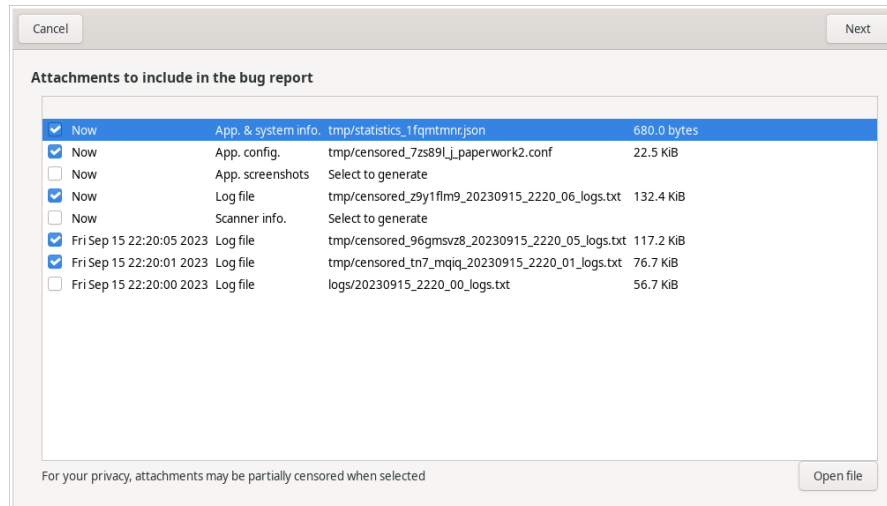 Cancel Next
Attachments to include in the bug report
Now App. & system info. tmp/statistics_1fqmtmnr.json 680.0 bytes
Now App. config. tmp/censored_7zs89l_j_paperwork2.conf 22.5 KiB
Now App. screenshots Select to generate
Now Log file tmp/censored_z9y1flm9_20230915_2220_06_logs.txt 132.4 KiB
Now Scanner info. Select to generate
Fri Sep 15 22:20:05 2023 Log file tmp/censored_96gmsvz8_20230915_2220_05_logs.txt 117.2 KiB
Fri Sep 15 22:20:01 2023 Log file tmp/censored_tn7_mqiq_20230915_2220_01_logs.txt 76.7 KiB
Fri Sep 15 22:20:00 2023 Log file logs/20230915_2220_00_logs.txt 56.7 KiB
For your privacy, attachments may be partially censored when selected Open file